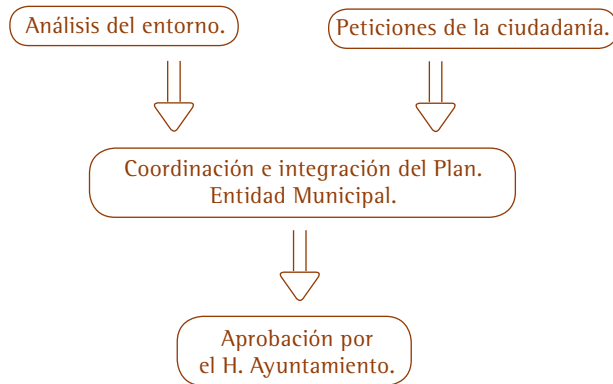 Análisis del entorno.
Peticiones de la ciudadanía.
Coordinación e integración del Plan.
Entidad Municipal.
Aprobación por
el H. Ayuntamiento.